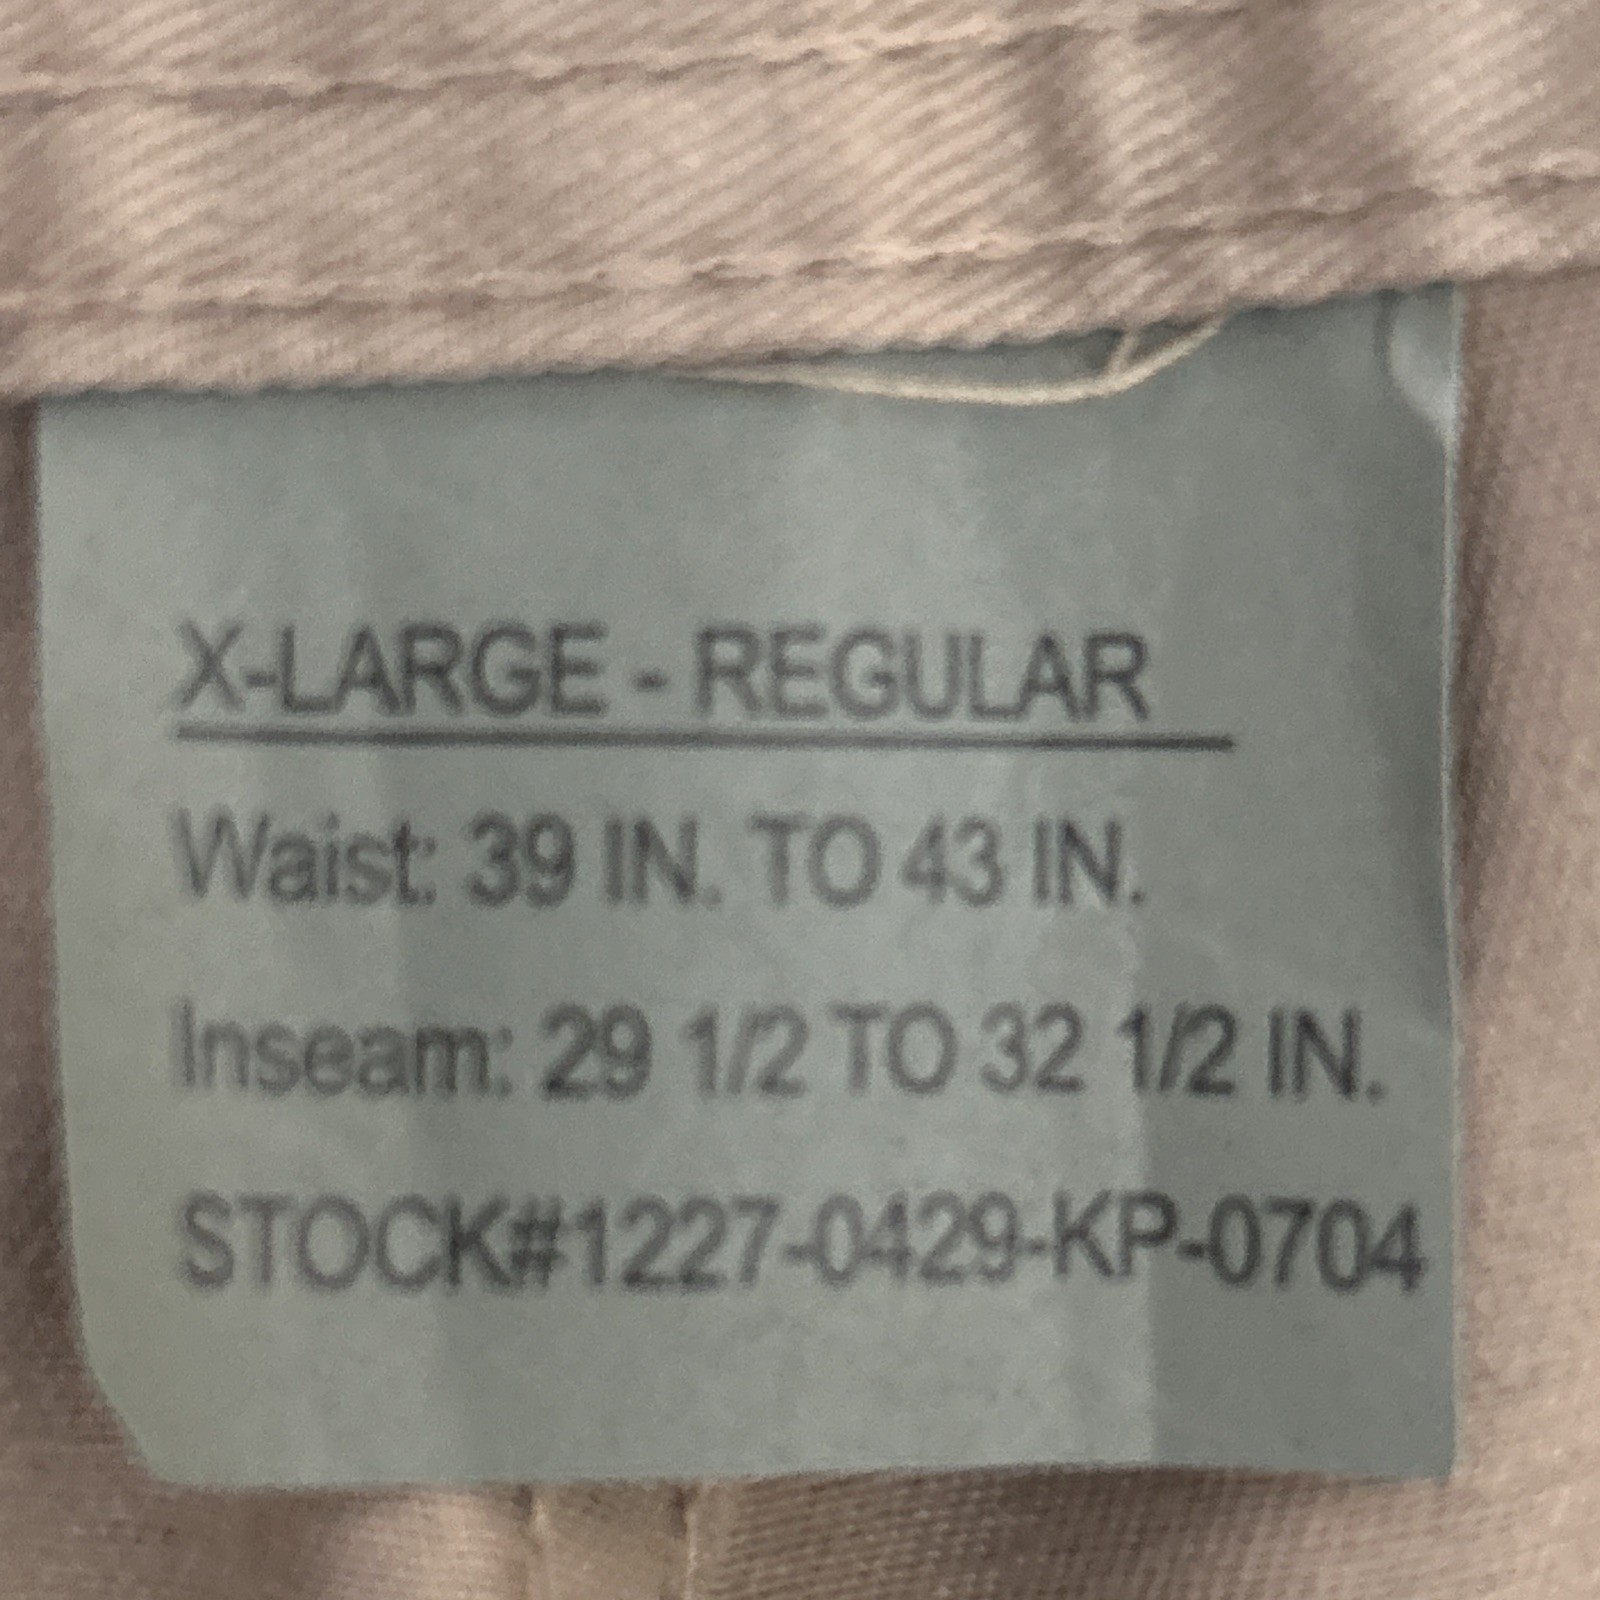 X-LARGE - REGULAR
Waist: 39 IN. TO 43 IN.
Inseam: 29 1/2 TO 32 1/2 IN.
STOCK#1227-0429-KP-0704